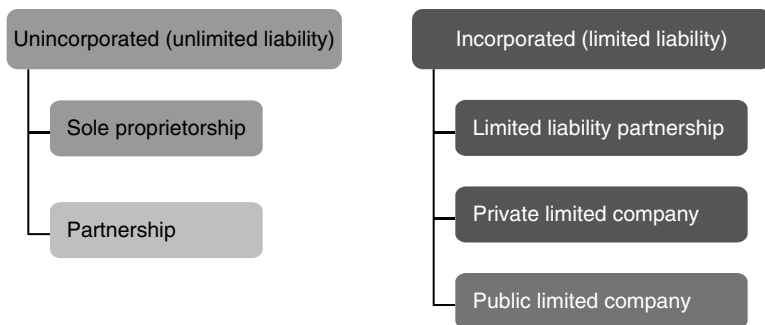 Unincorporated (unlimited liability)
Sole proprietorship
Partnership
Incorporated (limited liability)
Limited liability partnership
Private limited company
Public limited company